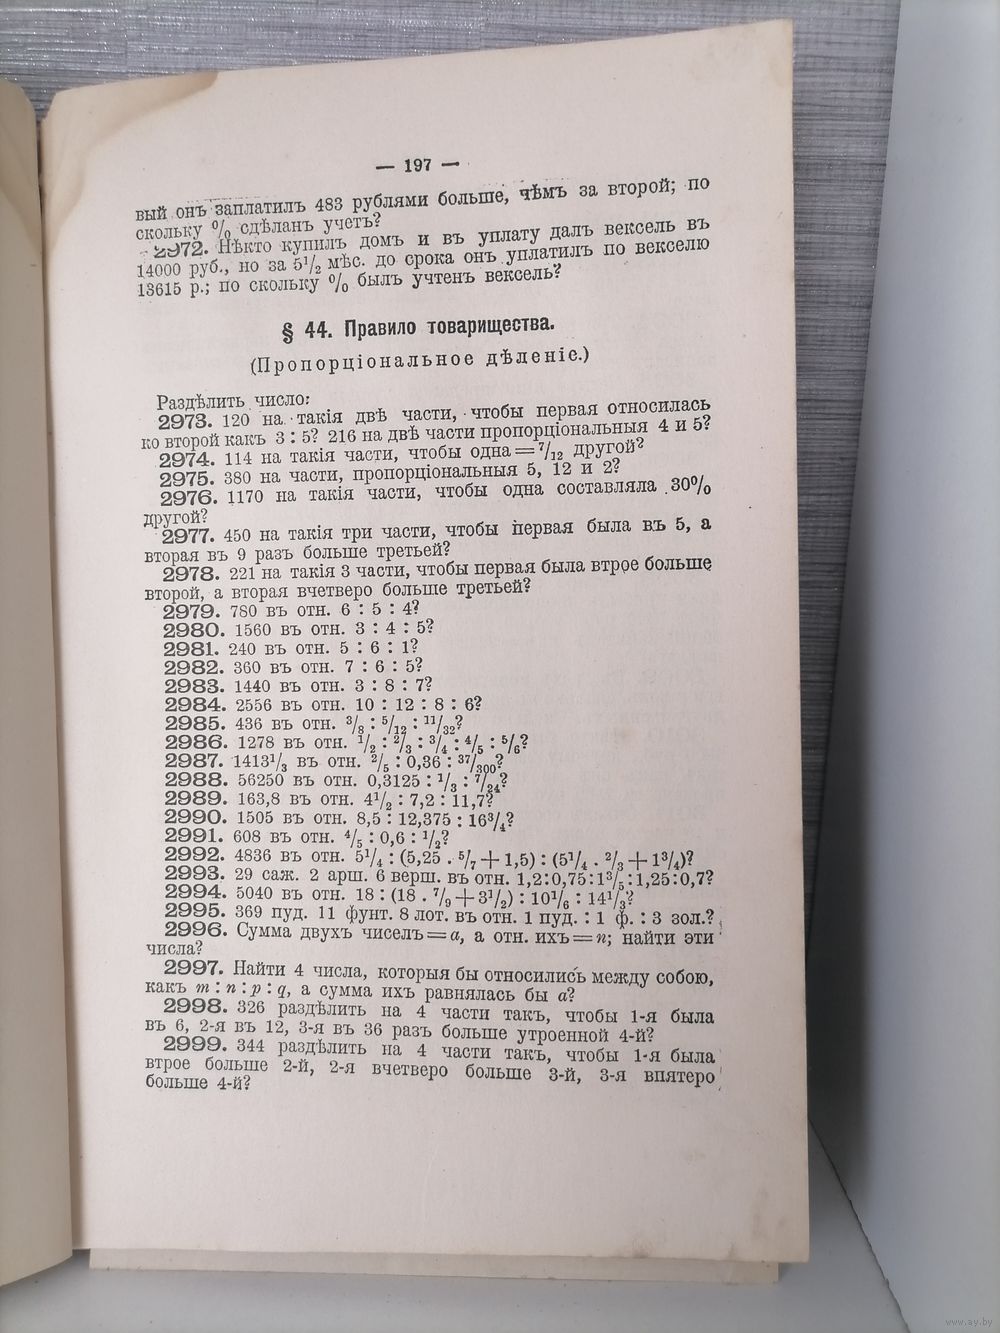 — 197 —
вый онъ заплатилъ 483 рублями больше, чѣмъ за второй; по
скольку % сдѣланъ учетъ?
2972. Нѣкто купилъ домъ и въ уплату далъ вексель въ
14000 руб., но за 5¹/₂ мѣс. до срока онъ уплатилъ по векселю
13615 р.; по скольку % былъ учтенъ вексель?
§ 44. Правило товарищества.
(Пропорціональное дѣленіе.)
Раздѣлить число:
2973. 120 на такія двѣ части, чтобы первая относилась
ко второй какъ 3 : 5? 216 на двѣ части пропорціональныя 4 и 5?
2974. 114 на такія части, чтобы одна = ⁷/₁₂ другой?
2975. 380 на части, пропорціональныя 5, 12 и 2?
2976. 1170 на такія части, чтобы одна составляла 30%
другой?
2977. 450 на такія три части, чтобы первая была въ 5, а
вторая въ 9 разъ больше третьей?
2978. 221 на такія 3 части, чтобы первая была втрое больше
второй, а вторая вчетверо больше третьей?
2979. 780 въ отн. 6 : 5 : 4?
2980. 1560 въ отн. 3 : 4 : 5?
2981. 240 въ отн. 5 : 6 : 1?
2982. 360 въ отн. 7 : 6 : 5?
2983. 1440 въ отн. 3 : 8 : 7?
2984. 2556 въ отн. 10 : 12 : 8 : 6?
2985. 436 въ отн. ³/₈ : ⁵/₁₂ : ¹¹/₃₂?
2986. 1278 въ отн. ¹/₂ : ²/₃ : ³/₄ : ⁴/₅ : ⁵/₆?
2987. 1413¹/₃ въ отн. ²/₅ : 0,36 : ³⁷/₃₀₀?
2988. 56250 въ отн. 0,3125 : ¹/₃ : ⁷/₂₄?
2989. 163,8 въ отн. 4¹/₂ : 7,2 : 11,7?
2990. 1505 въ отн. 8,5 : 12,375 : 16³/₄?
2991. 608 въ отн. ⁴/₅ : 0,6 : ¹/₂?
2992. 4836 въ отн. 5¹/₄ : (5,25 . ⁵/₇ + 1,5) : (5¹/₄ . ²/₃ + 1³/₄)?
2993. 29 саж. 2 арш. 6 верш. въ отн. 1,2 : 0,75 : 1³/₅ : 1,25 : 0,7?
2994. 5040 въ отн. 18 : (18 . ⁷/₉ + 3¹/₂) : 10¹/₆ : 14¹/₃?
2995. 369 пуд. 11 фунт. 8 лот. въ отн. 1 пуд. : 1 ф. : 3 зол.?
2996. Сумма двухъ чиселъ = a, а отн. ихъ = n; найти эти
числа?
2997. Найти 4 числа, которыя бы относились между собою,
какъ m : n : p : q, а сумма ихъ равнялась бы a?
2998. 326 раздѣлить на 4 части такъ, чтобы 1-я была
въ 6, 2-я въ 12, 3-я въ 36 разъ больше утроенной 4-й?
2999. 344 раздѣлить на 4 части такъ, чтобы 1-я была
втрое больше 2-й, 2-я вчетверо больше 3-й, 3-я впятеро
больше 4-й?
www.ay.by